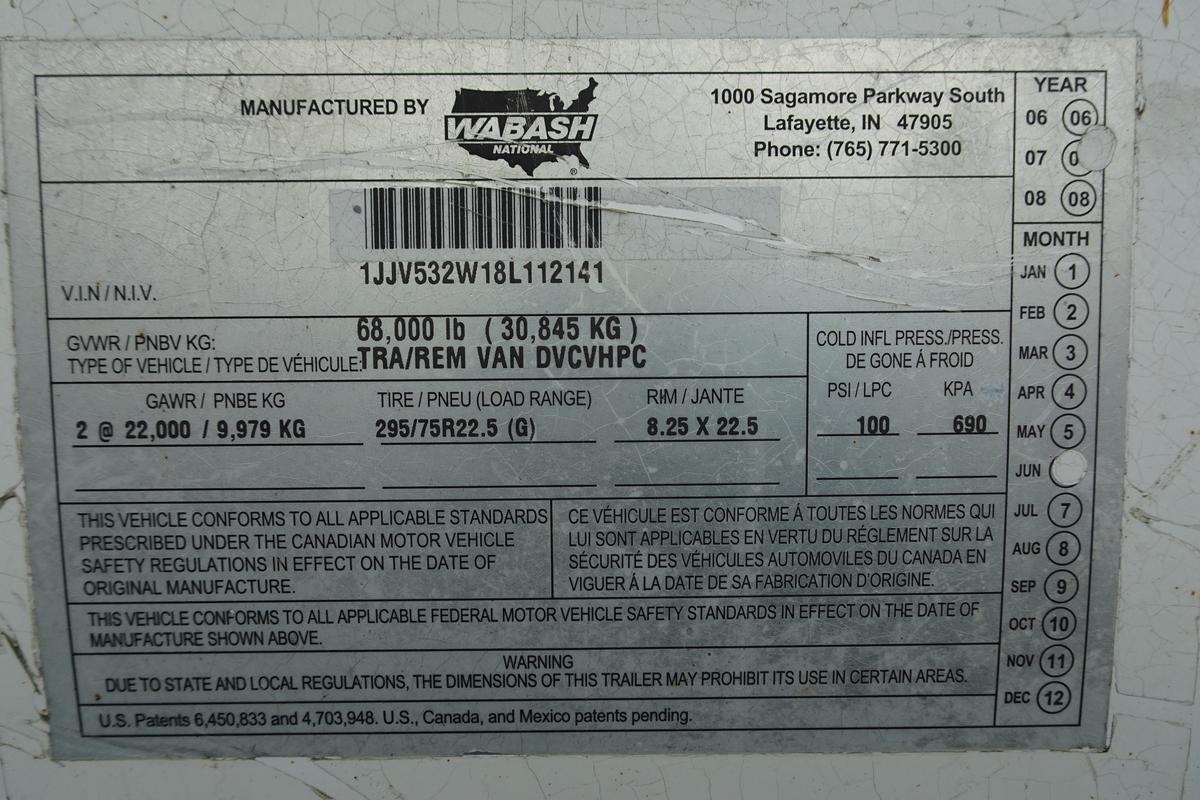 MANUFACTURED BY
WABASH
NATIONAL
®
1000 Sagamore Parkway South
Lafayette, IN 47905
Phone: (765) 771-5300
YEAR
06 06
07
08 08
MONTH
JAN 1
FEB 2
MAR 3
APR 4
MAY 5
JUN
JUL 7
AUG 8
SEP 9
OCT 10
NOV 11
DEC 12
1JJV532W18L112141
V.I.N / N.I.V.
GVWR / PNBV KG: 68,000 lb ( 30,845 KG )
TYPE OF VEHICLE / TYPE DE VÉHICULE: TRA/REM VAN DVCVHPC
GAWR / PNBE KG TIRE / PNEU (LOAD RANGE) RIM / JANTE
2 @ 22,000 / 9,979 KG 295/75R22.5 (G) 8.25 X 22.5
COLD INFL PRESS./PRESS.
DE GONE Á FROID
PSI / LPC KPA
100 690
THIS VEHICLE CONFORMS TO ALL APPLICABLE STANDARDS
PRESCRIBED UNDER THE CANADIAN MOTOR VEHICLE
SAFETY REGULATIONS IN EFFECT ON THE DATE OF
ORIGINAL MANUFACTURE.
CE VÉHICULE EST CONFORME Á TOUTES LES NORMES QUI
LUI SONT APPLICABLES EN VERTU DU RÉGLEMENT SUR LA
SÉCURITÉ DES VÉHICULES AUTOMOVILES DU CANADA EN
VIGUER Á LA DATE DE SA FABRICATION D'ORIGINE.
THIS VEHICLE CONFORMS TO ALL APPLICABLE FEDERAL MOTOR VEHICLE SAFETY STANDARDS IN EFFECT ON THE DATE OF
MANUFACTURE SHOWN ABOVE.
WARNING
DUE TO STATE AND LOCAL REGULATIONS, THE DIMENSIONS OF THIS TRAILER MAY PROHIBIT ITS USE IN CERTAIN AREAS.
U.S. Patents 6,450,833 and 4,703,948. U.S., Canada, and Mexico patents pending.